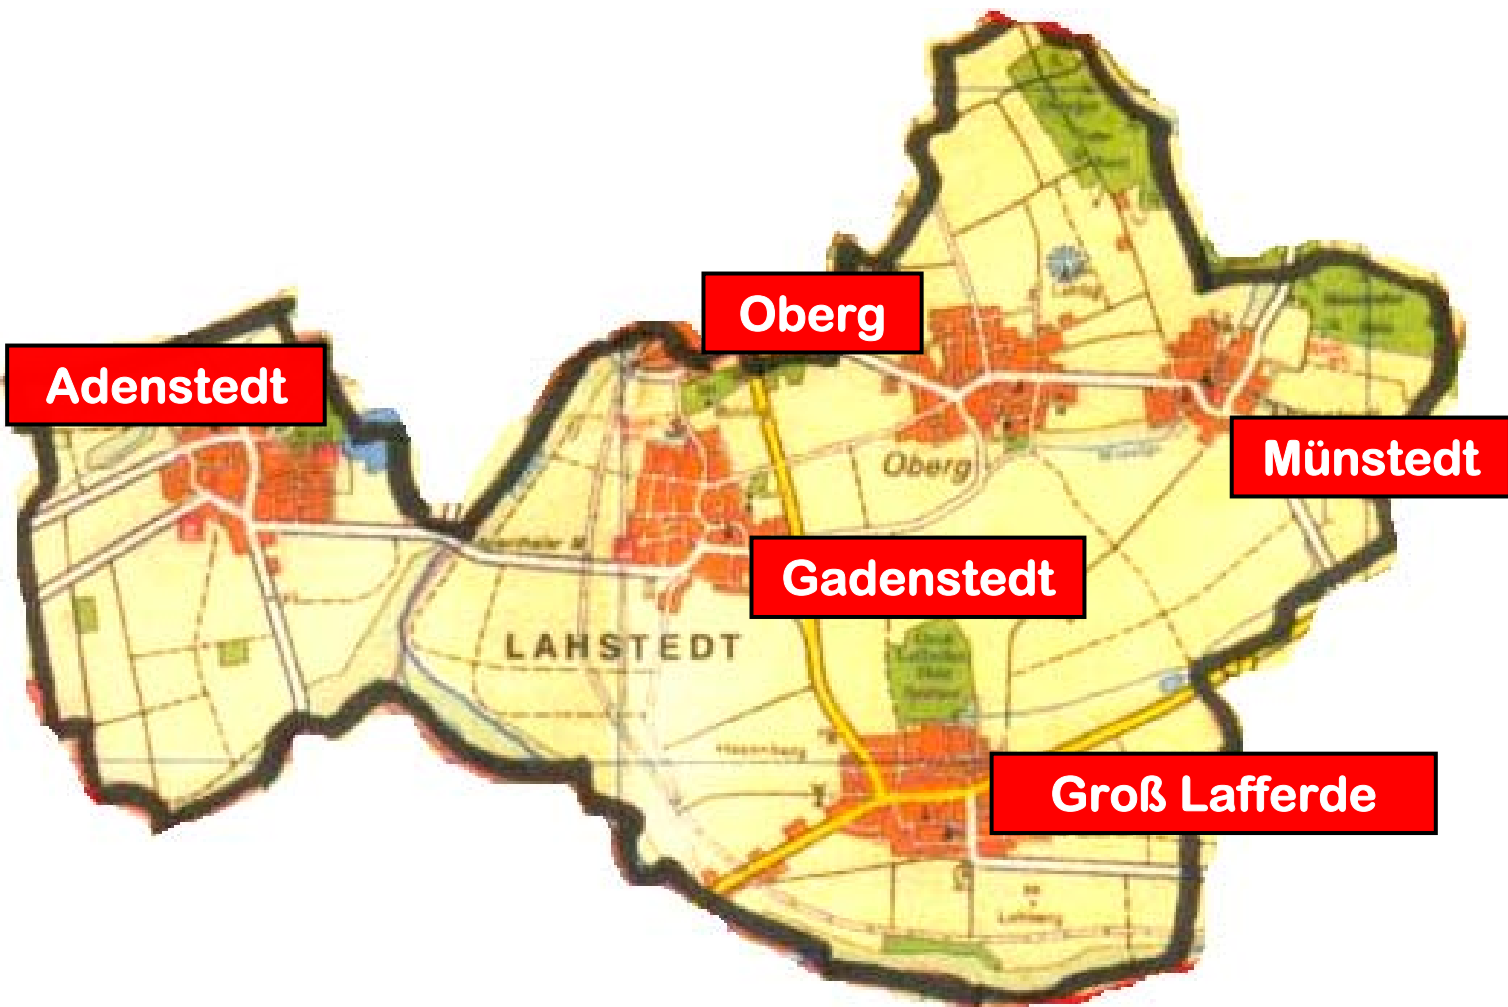 Oberg
Adenstedt
Münstedt
Oberg
Gadenstedt
LAHSTEDT
Groß Lafferde